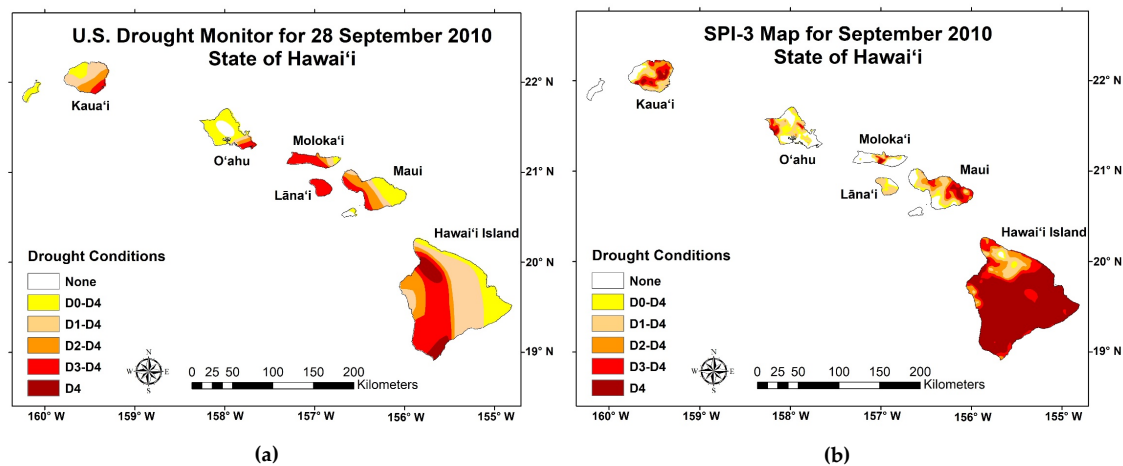 U.S. Drought Monitor for 28 September 2010
State of Hawai‘i
Kaua‘i
O‘ahu
Moloka‘i
Maui
Lāna‘i
Hawai‘i Island
22° N
21° N
20° N
19° N
Drought Conditions
None
D0-D4
D1-D4
D2-D4
D3-D4
D4
N
W E
S
0 25 50 100 150 200
Kilometers
160° W 159° W 158° W 157° W 156° W 155° W
(a)
SPI-3 Map for September 2010
State of Hawai‘i
Kaua‘i
O‘ahu
Moloka‘i
Maui
Lāna‘i
Hawai‘i Island
22° N
21° N
20° N
19° N
Drought Conditions
None
D0-D4
D1-D4
D2-D4
D3-D4
D4
N
W E
S
0 25 50 100 150 200
Kilometers
160° W 159° W 158° W 157° W 156° W 155° W
(b)